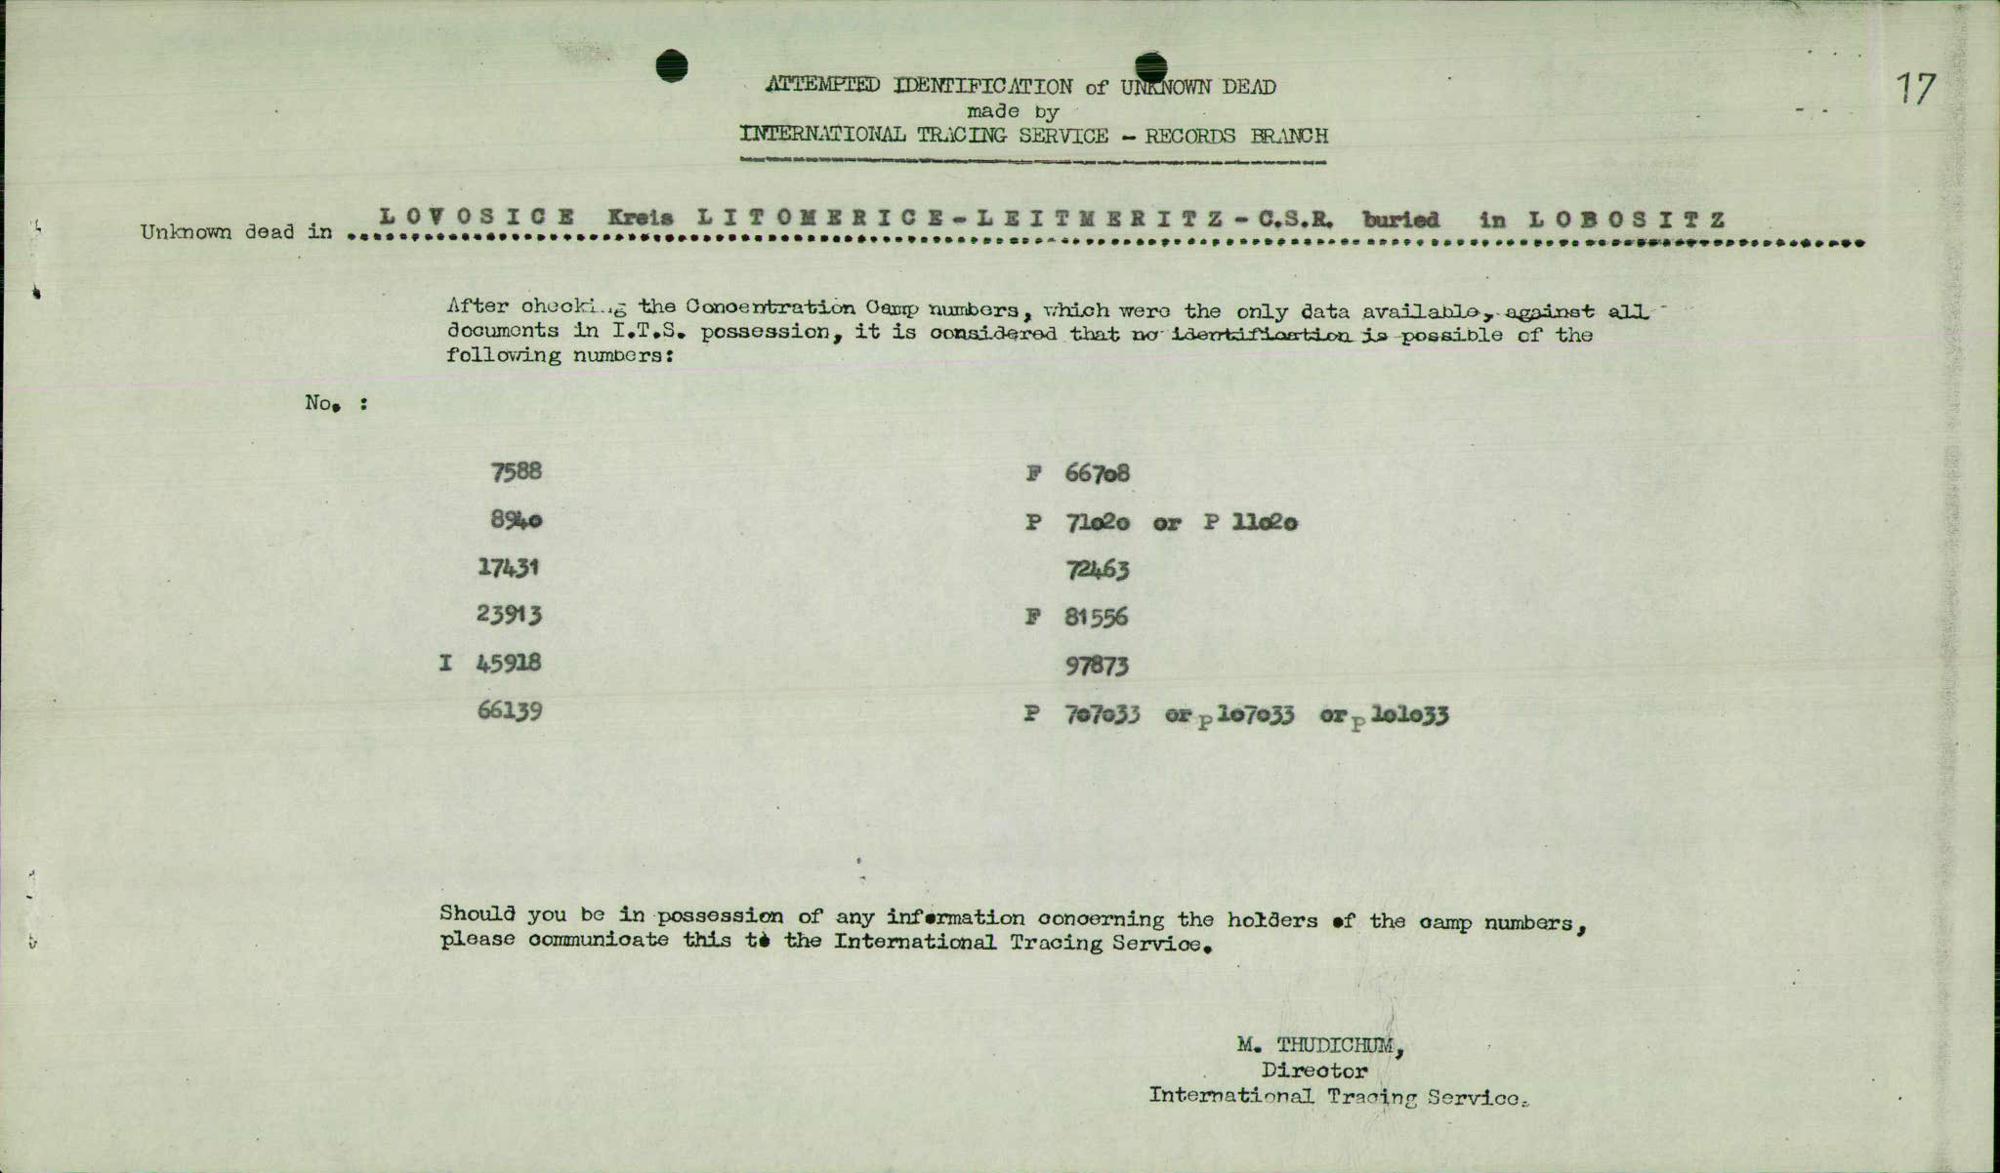 17
ATTEMPTED IDENTIFICATION of UNKNOWN DEAD
made by
INTERNATIONAL TRACING SERVICE - RECORDS BRANCH
Unknown dead in LOVOSICE Kreis LITOMERICE-LEITMERITZ-C.S.R. buried in LOBOSITZ
After checking the Concentration Camp numbers, which were the only data available, against all
documents in I.T.S. possession, it is considered that no identification is possible of the
following numbers:
No. :
7588 F 66708
8940 P 71020 or P 11020
17431 72463
23913 F 81556
I 45918 97873
66139 P 707033 or P 107033 or P 101033
Should you be in possession of any information concerning the holders of the camp numbers,
please communicate this to the International Tracing Service.
M. THUDICHUM,
Director
International Tracing Service.